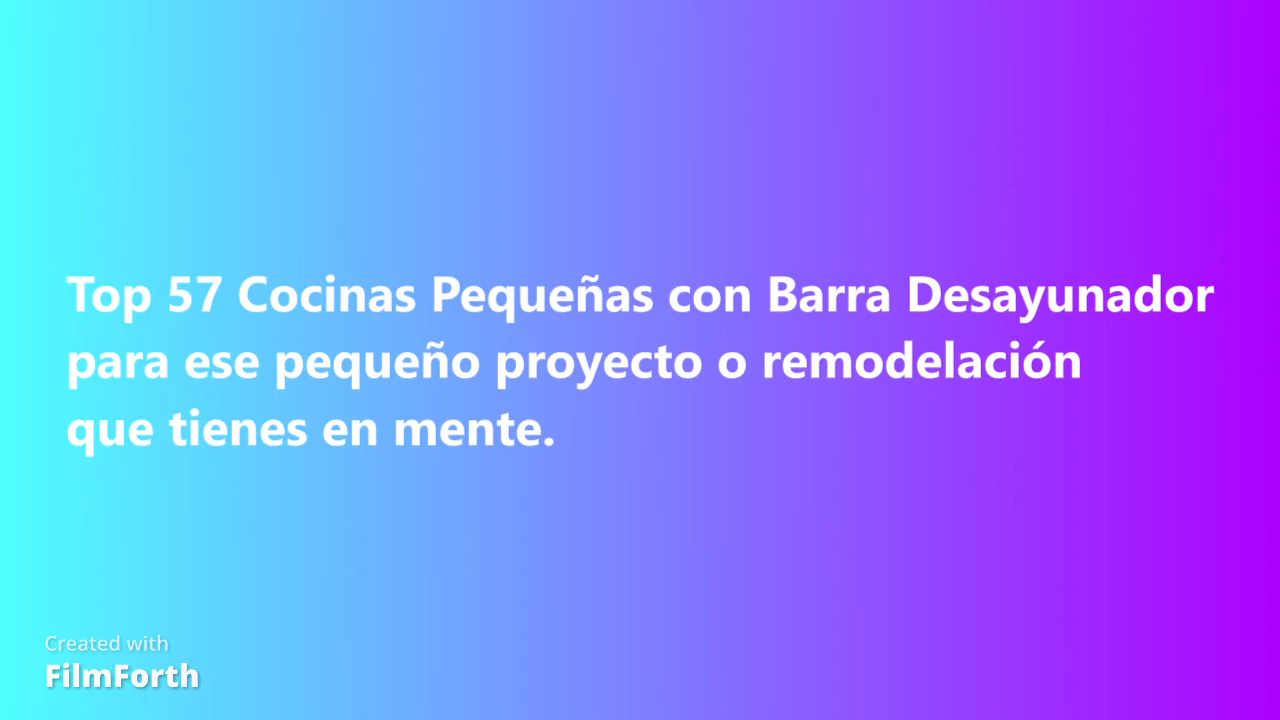 Top 57 Cocinas Pequeñas con Barra Desayunador
para ese pequeño proyecto o remodelación
que tienes en mente.
Created with
FilmForth